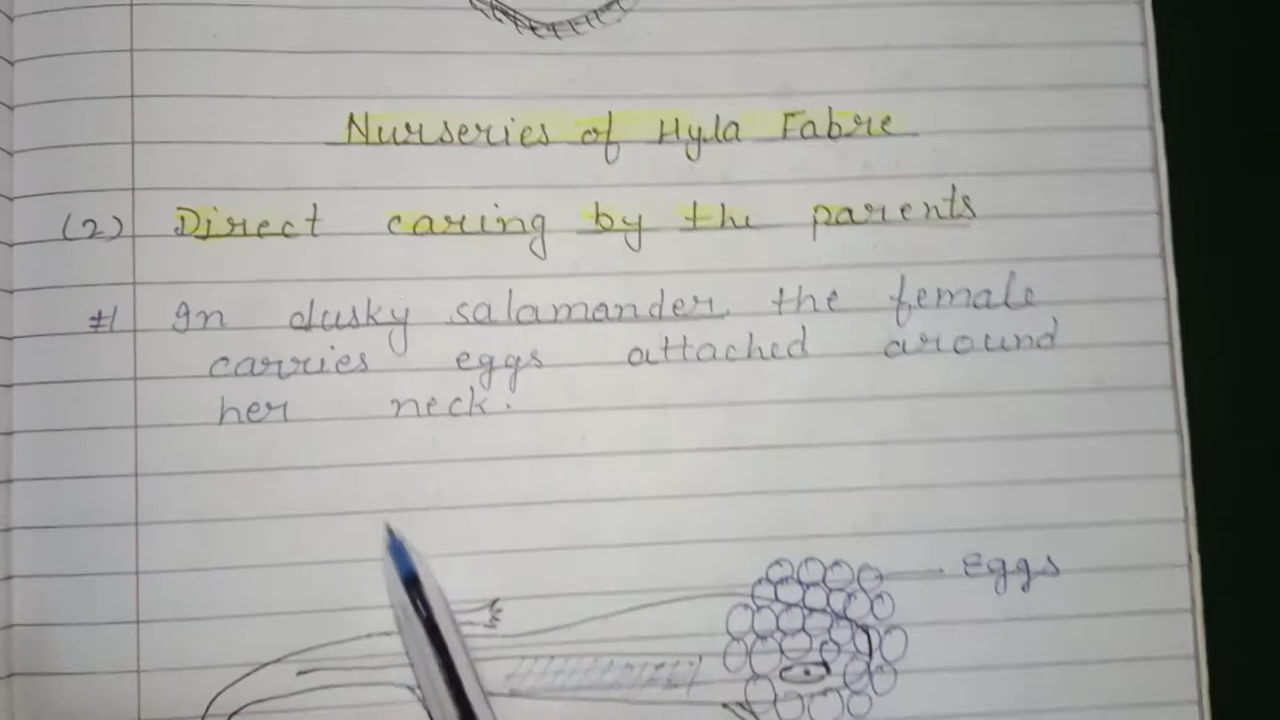 Nurseries of Hyla Fabre
(2) Direct caring by the parents
# In dusky salamander, the female
carries eggs attached around
her neck.
Eggs